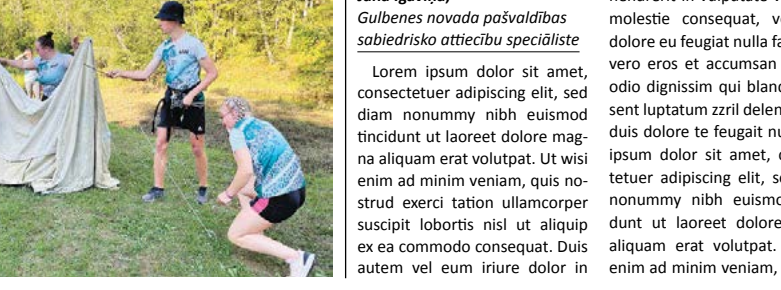 Gulbenes novada pašvaldības
sabiedrisko attiecību speciāliste
Lorem ipsum dolor sit amet,
consectetuer adipiscing elit, sed
diam nonummy nibh euismod
tincidunt ut laoreet dolore mag-
na aliquam erat volutpat. Ut wisi
enim ad minim veniam, quis no-
strud exerci tation ullamcorper
suscipit lobortis nisl ut aliquip
ex ea commodo consequat. Duis
autem vel eum iriure dolor in
molestie consequat,
dolore eu feugiat nulla
vero eros et accumsan
odio dignissim qui
sent luptatum zzril
duis dolore te feugait
ipsum dolor sit amet,
tetuer adipiscing elit,
nonummy nibh
dunt ut laoreet dolore
aliquam erat volutpat.
enim ad minim veniam,